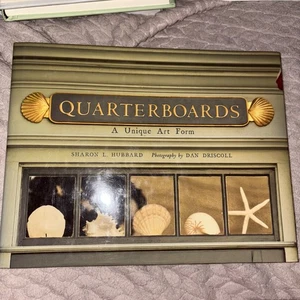 QUARTERBOARDS
A Unique Art Form
SHARON L. HUBBARD Photography by DAN DRISCOLL